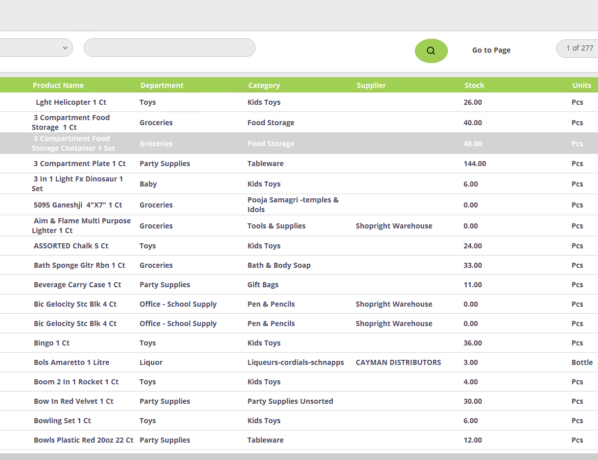 Go to Page 1 of 277
Product Name Department Category Supplier Stock Units
Lght Helicopter 1 Ct Toys Kids Toys 26.00 Pcs
3 Compartment Food
Storage 1 Ct Groceries Food Storage 40.00 Pcs
3 Compartment Food
Storage Container 1 Set Groceries Food Storage 48.00 Pcs
3 Compartment Plate 1 Ct Party Supplies Tableware 144.00 Pcs
3 In 1 Light Fx Dinosaur 1
Set Baby Kids Toys 6.00 Pcs
5095 Ganeshji 4"X7" 1 Ct Groceries Pooja Samagri -temples &
Idols 0.00 Pcs
Aim & Flame Multi Purpose
Lighter 1 Ct Groceries Tools & Supplies Shopright Warehouse 0.00 Pcs
ASSORTED Chalk 5 Ct Toys Kids Toys 24.00 Pcs
Bath Sponge Gltr Rbn 1 Ct Groceries Bath & Body Soap 33.00 Pcs
Beverage Carry Case 1 Ct Party Supplies Gift Bags 11.00 Pcs
Bic Gelocity Stc Blk 4 Ct Office - School Supply Pen & Pencils Shopright Warehouse 0.00 Pcs
Bic Gelocity Stc Blk 4 Ct Office - School Supply Pen & Pencils Shopright Warehouse 0.00 Pcs
Bingo 1 Ct Toys Kids Toys 36.00 Pcs
Bols Amaretto 1 Litre Liquor Liqueurs-cordials-schnapps CAYMAN DISTRIBUTORS 3.00 Bottle
Boom 2 In 1 Rocket 1 Ct Toys Kids Toys 4.00 Pcs
Bow In Red Velvet 1 Ct Party Supplies Party Supplies Unsorted 30.00 Pcs
Bowling Set 1 Ct Toys Kids Toys 6.00 Pcs
Bowls Plastic Red 20oz 22 Ct Party Supplies Tableware 12.00 Pcs